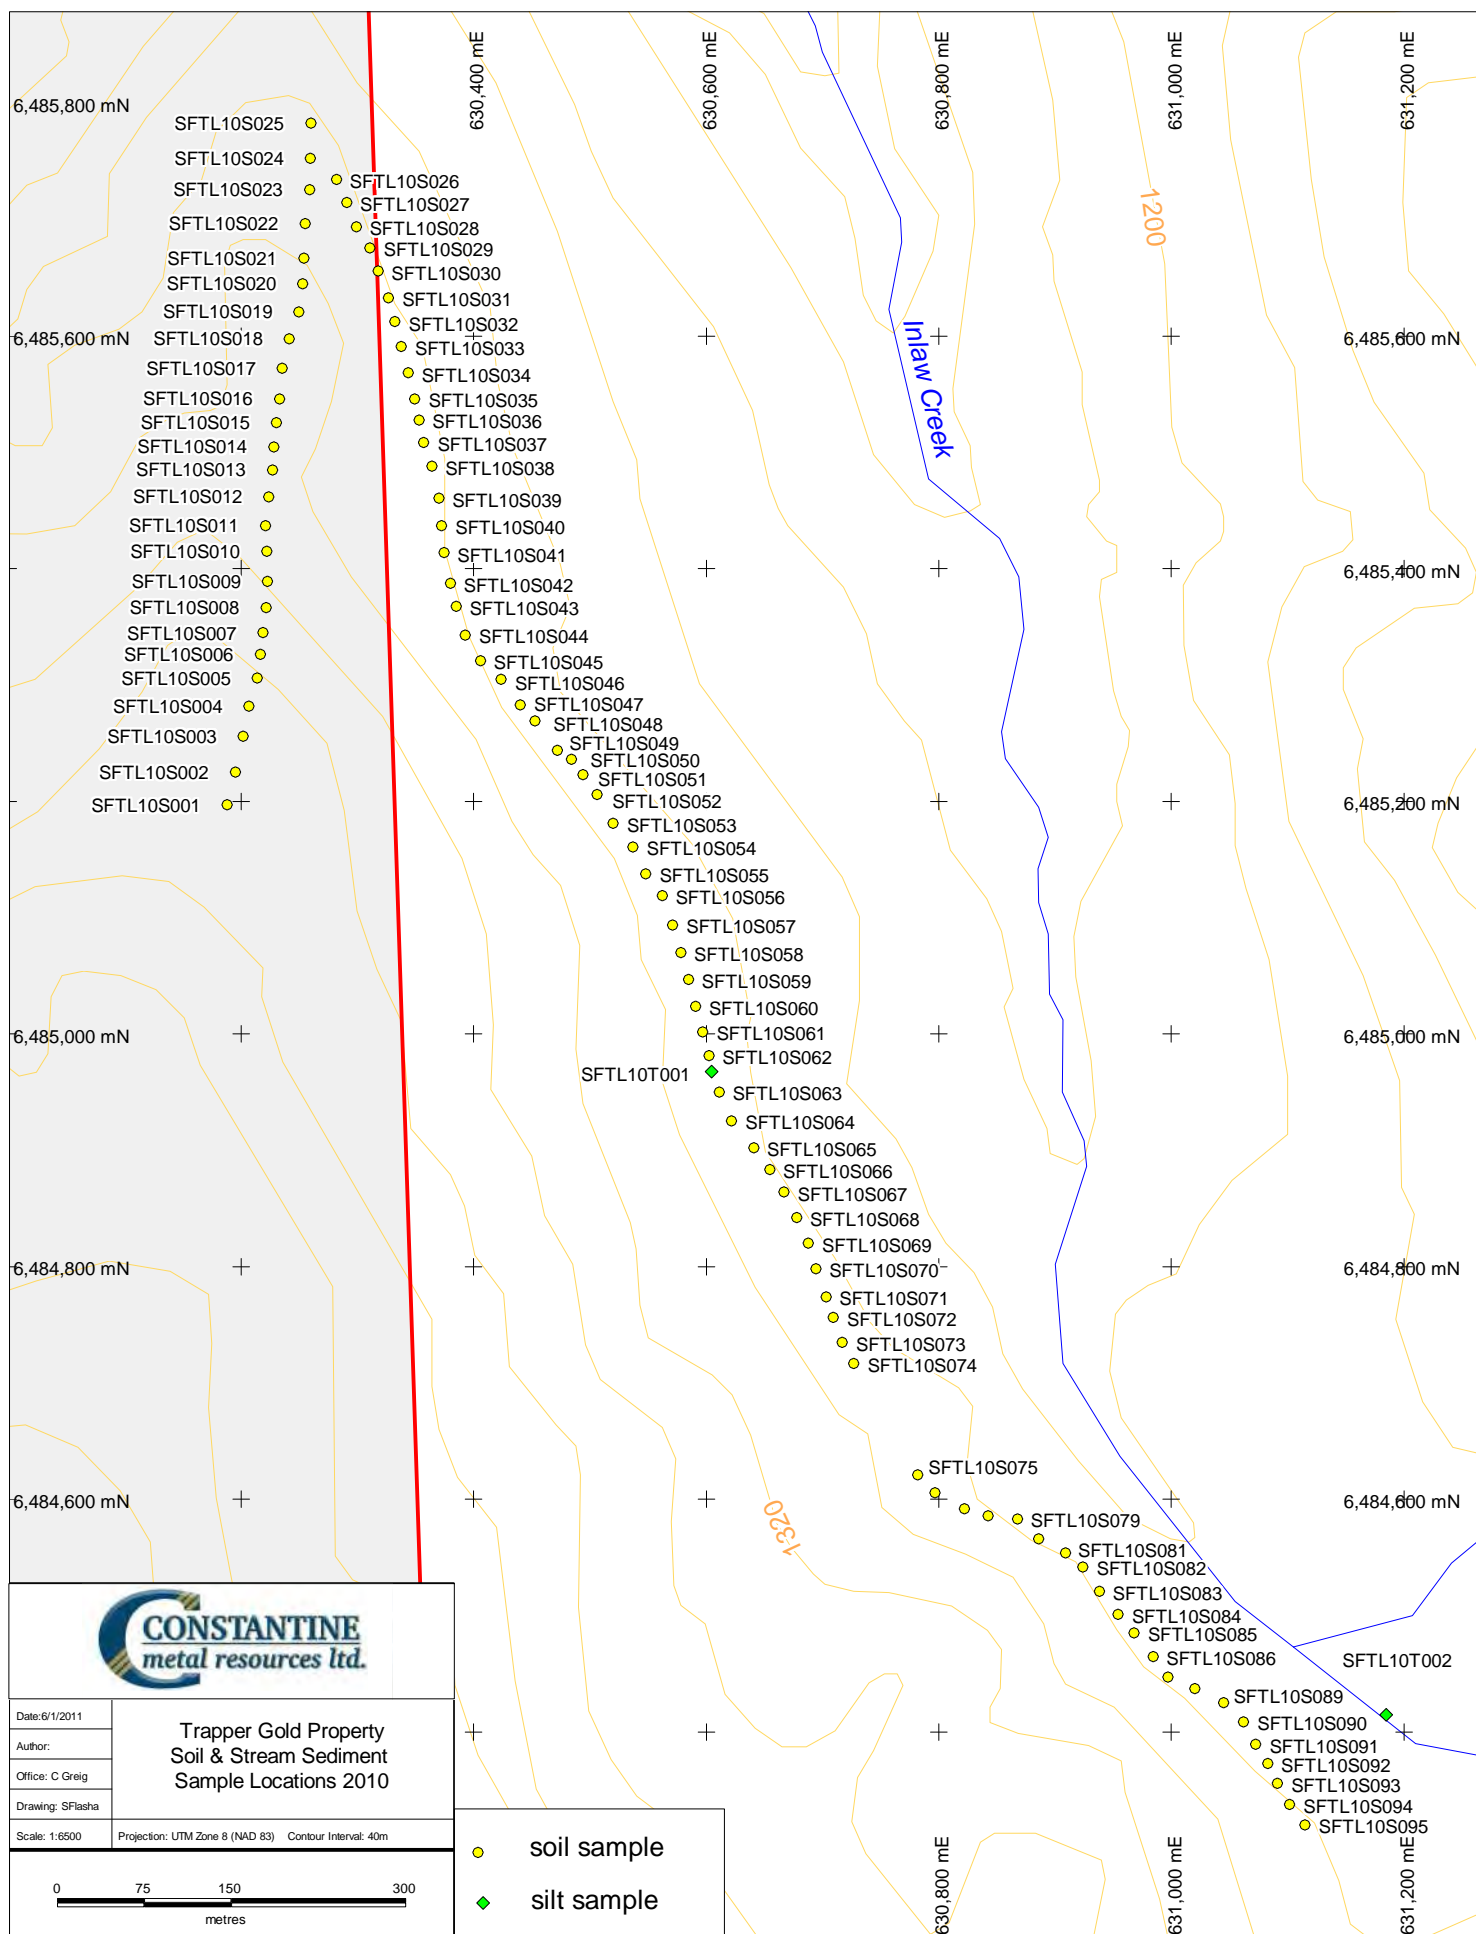 630,400 mE
630,600 mE
630,800 mE
631,000 mE
631,200 mE
6,485,800 mN
SFTL10S025
SFTL10S024
SFTL10S026
SFTL10S023
SFTL10S027
SFTL10S022
SFTL10S028
1200
SFTL10S029
SFTL10S021
SFTL10S030
SFTL10S020
SFTL10S031
SFTL10S019
SFTL10S032
6,485,600 mN
SFTL10S018
SFTL10S033
Inlaw Creek
6,485,600 mN
SFTL10S017
SFTL10S034
SFTL10S016
SFTL10S035
SFTL10S015
SFTL10S036
SFTL10S014
SFTL10S037
SFTL10S013
SFTL10S038
SFTL10S012
SFTL10S039
SFTL10S011
SFTL10S040
SFTL10S010
SFTL10S041
6,485,400 mN
SFTL10S009
SFTL10S042
SFTL10S008
SFTL10S043
SFTL10S007
SFTL10S044
SFTL10S006
SFTL10S045
SFTL10S005
SFTL10S046
SFTL10S004
SFTL10S047
SFTL10S048
SFTL10S003
SFTL10S049
SFTL10S050
SFTL10S002
SFTL10S051
SFTL10S001
SFTL10S052
6,485,200 mN
SFTL10S053
SFTL10S054
SFTL10S055
SFTL10S056
SFTL10S057
SFTL10S058
SFTL10S059
SFTL10S060
6,485,000 mN
SFTL10S061
6,485,000 mN
SFTL10S062
SFTL10T001
SFTL10S063
SFTL10S064
SFTL10S065
SFTL10S066
SFTL10S067
SFTL10S068
SFTL10S069
6,484,800 mN
SFTL10S070
6,484,800 mN
SFTL10S071
SFTL10S072
SFTL10S073
SFTL10S074
SFTL10S075
6,484,600 mN
1320
6,484,600 mN
SFTL10S079
SFTL10S081
SFTL10S082
SFTL10S083
SFTL10S084
SFTL10S085
SFTL10S086
SFTL10T002
SFTL10S089
SFTL10S090
SFTL10S091
SFTL10S092
SFTL10S093
SFTL10S094
SFTL10S095
CONSTANTINE
metal resources ltd.
Date:6/1/2011
Author:
Office: C Greig
Drawing: SFlasha
Scale: 1:6500
Trapper Gold Property
Soil & Stream Sediment
Sample Locations 2010
Projection: UTM Zone 8 (NAD 83) Contour Interval: 40m
0 75 150 300
metres
soil sample
silt sample
630,800 mE
631,000 mE
631,200 mE